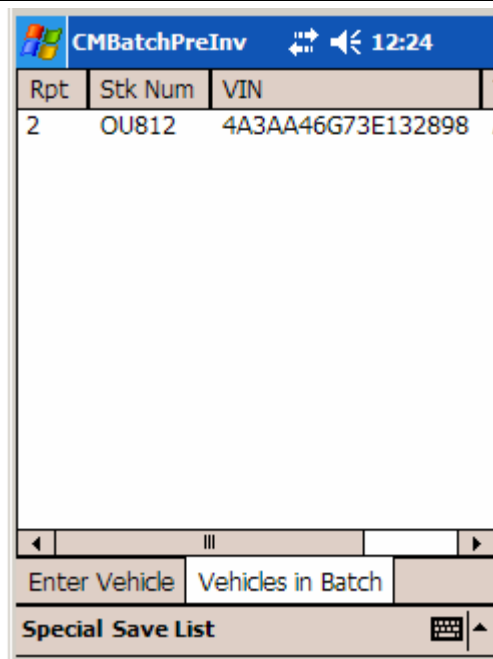 CMBatchPreInv 12:24
Rpt Stk Num VIN
2 OU812 4A3AA46G73E132898
Enter Vehicle Vehicles in Batch
Special Save List